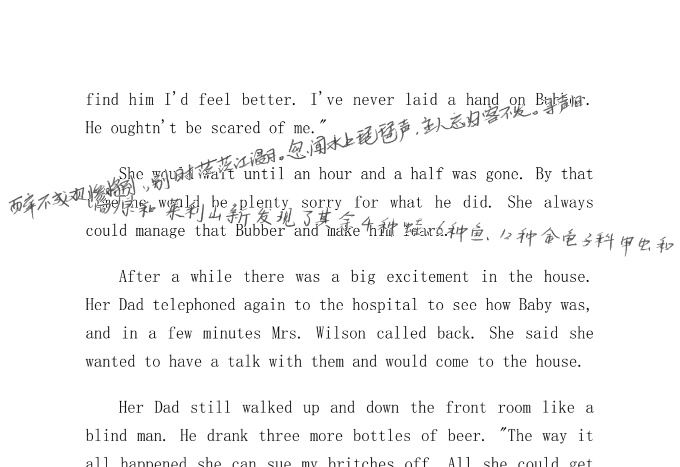 find him I'd feel better. I've never laid a hand on Bubber.
He oughtn't be scared of me."
醉不成欢惨将别,别时茫茫江浸月。忽闻水上琵琶声,主人忘归客不发。寻声
She would wait until an hour and a half was gone. By that
time he would be plenty sorry for what he did. She always
高原和 利山新发现了其余4种 6种鱼、12种金龟子科甲虫和
could manage that Bubber and make him learn.
After a while there was a big excitement in the house.
Her Dad telephoned again to the hospital to see how Baby was,
and in a few minutes Mrs. Wilson called back. She said she
wanted to have a talk with them and would come to the house.
Her Dad still walked up and down the front room like a
blind man. He drank three more bottles of beer. "The way it
all happened she can sue my britches off. All she could get